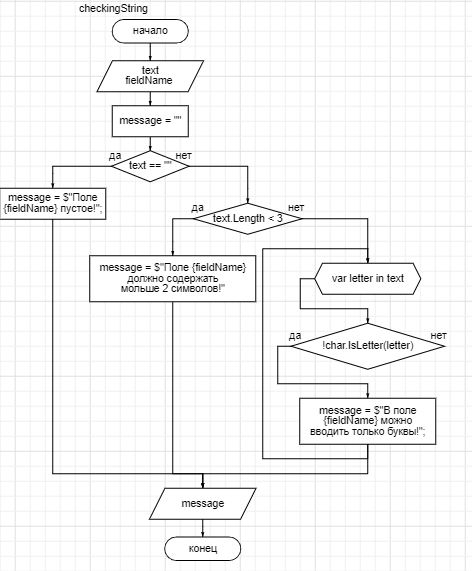 checkingString
начало
text
fieldName
message = ""
да
text == ""
нет
message = $"Поле
{fieldName} пустое!";
да
text.Length < 3
нет
message = $"Поле {fieldName}
должно содержать
мольше 2 символов!"
var letter in text
да
!char.IsLetter(letter)
нет
message = $"В поле
{fieldName} можно
вводить только буквы!";
message
конец